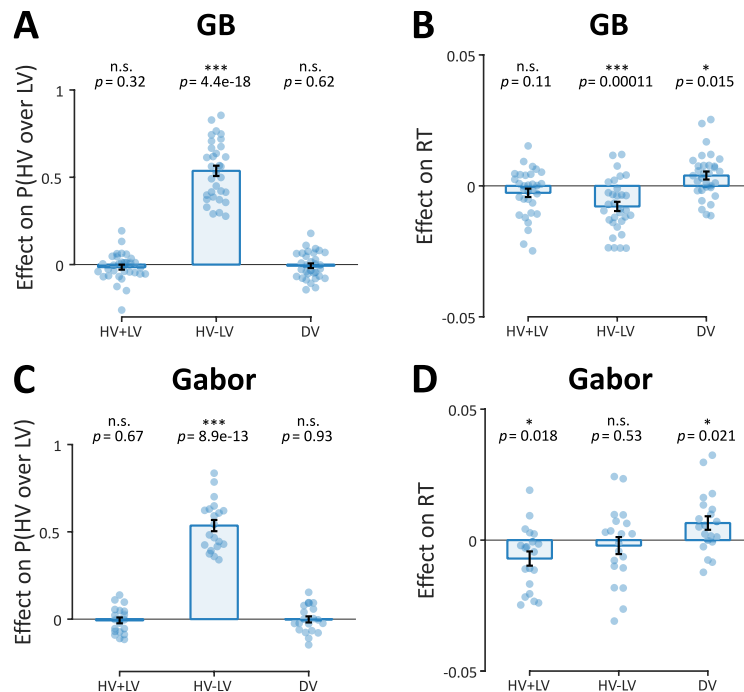 A
GB
Effect on P(HV over LV)
n.s.
p = 0.32
***
p = 4.4e-18
n.s.
p = 0.62
1
0.5
0
HV+LV
HV-LV
DV
B
GB
Effect on RT
n.s.
p = 0.11
***
p = 0.00011
*
p = 0.015
0.05
0
-0.05
HV+LV
HV-LV
DV
C
Gabor
Effect on P(HV over LV)
n.s.
p = 0.67
***
p = 8.9e-13
n.s.
p = 0.93
1
0.5
0
HV+LV
HV-LV
DV
D
Gabor
Effect on RT
*
p = 0.018
n.s.
p = 0.53
*
p = 0.021
0.05
0
-0.05
HV+LV
HV-LV
DV